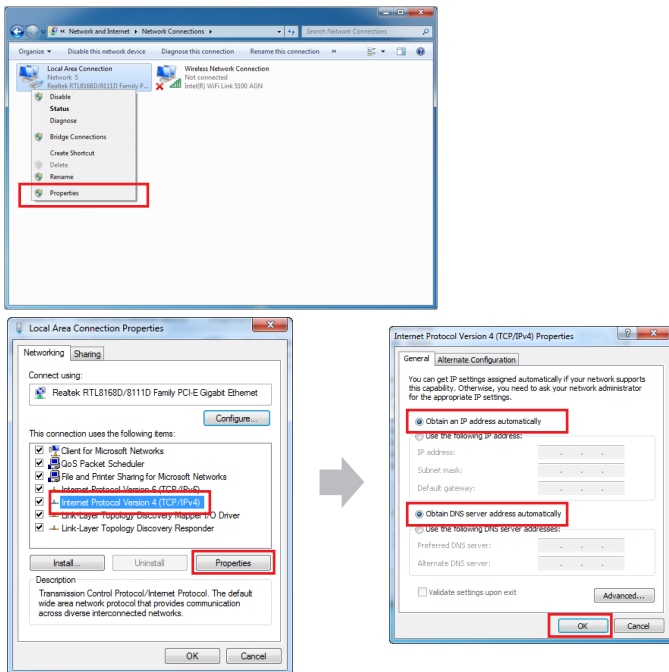 « Network and Internet ▸ Network Connections ▸
Search Network Connections
Organize ▼ Disable this network device Diagnose this connection Rename this connection »
Local Area Connection
Network 5
Realtek RTL8168D/8111D Family P...
Wireless Network Connection
Not connected
Intel(R) WiFi Link 5100 AGN
Disable
Status
Diagnose
Bridge Connections
Create Shortcut
Delete
Rename
Properties
Local Area Connection Properties
Networking Sharing
Connect using:
Realtek RTL8168D/8111D Family PCI-E Gigabit Ethernet
Configure...
This connection uses the following items:
Client for Microsoft Networks
QoS Packet Scheduler
File and Printer Sharing for Microsoft Networks
Internet Protocol Version 6 (TCP/IPv6)
Internet Protocol Version 4 (TCP/IPv4)
Link-Layer Topology Discovery Mapper I/O Driver
Link-Layer Topology Discovery Responder
Install... Uninstall Properties
Description
Transmission Control Protocol/Internet Protocol. The default
wide area network protocol that provides communication
across diverse interconnected networks.
OK Cancel
Internet Protocol Version 4 (TCP/IPv4) Properties
General Alternate Configuration
You can get IP settings assigned automatically if your network supports
this capability. Otherwise, you need to ask your network administrator
for the appropriate IP settings.
Obtain an IP address automatically
Use the following IP address:
IP address:
Subnet mask:
Default gateway:
Obtain DNS server address automatically
Use the following DNS server addresses:
Preferred DNS server:
Alternate DNS server:
Validate settings upon exit
Advanced...
OK Cancel